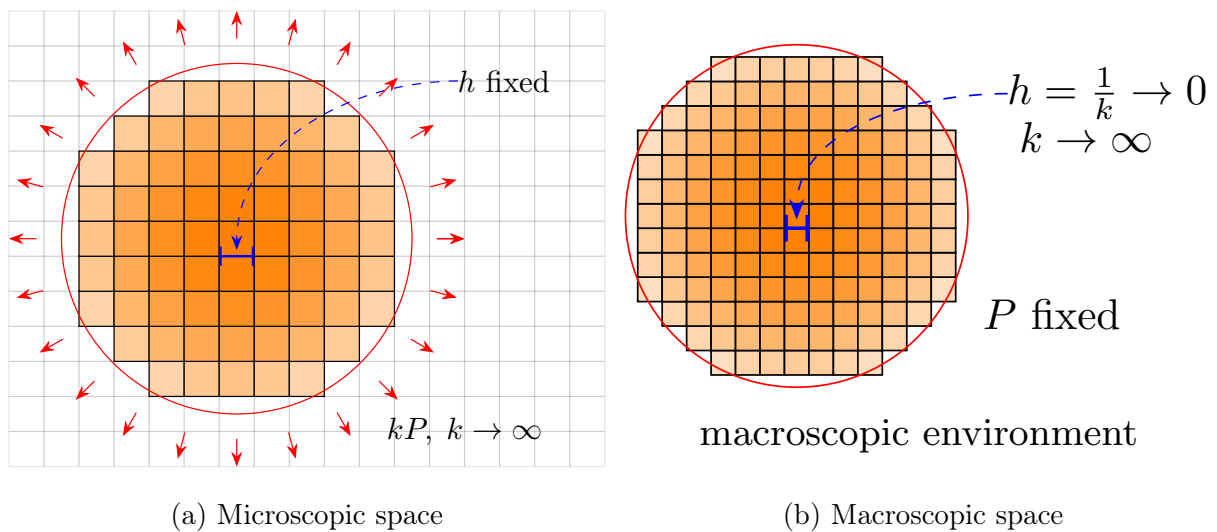 h fixed
kP, k → ∞
(a) Microscopic space
h = 1/k → 0
k → ∞
P fixed
macroscopic environment
(b) Macroscopic space